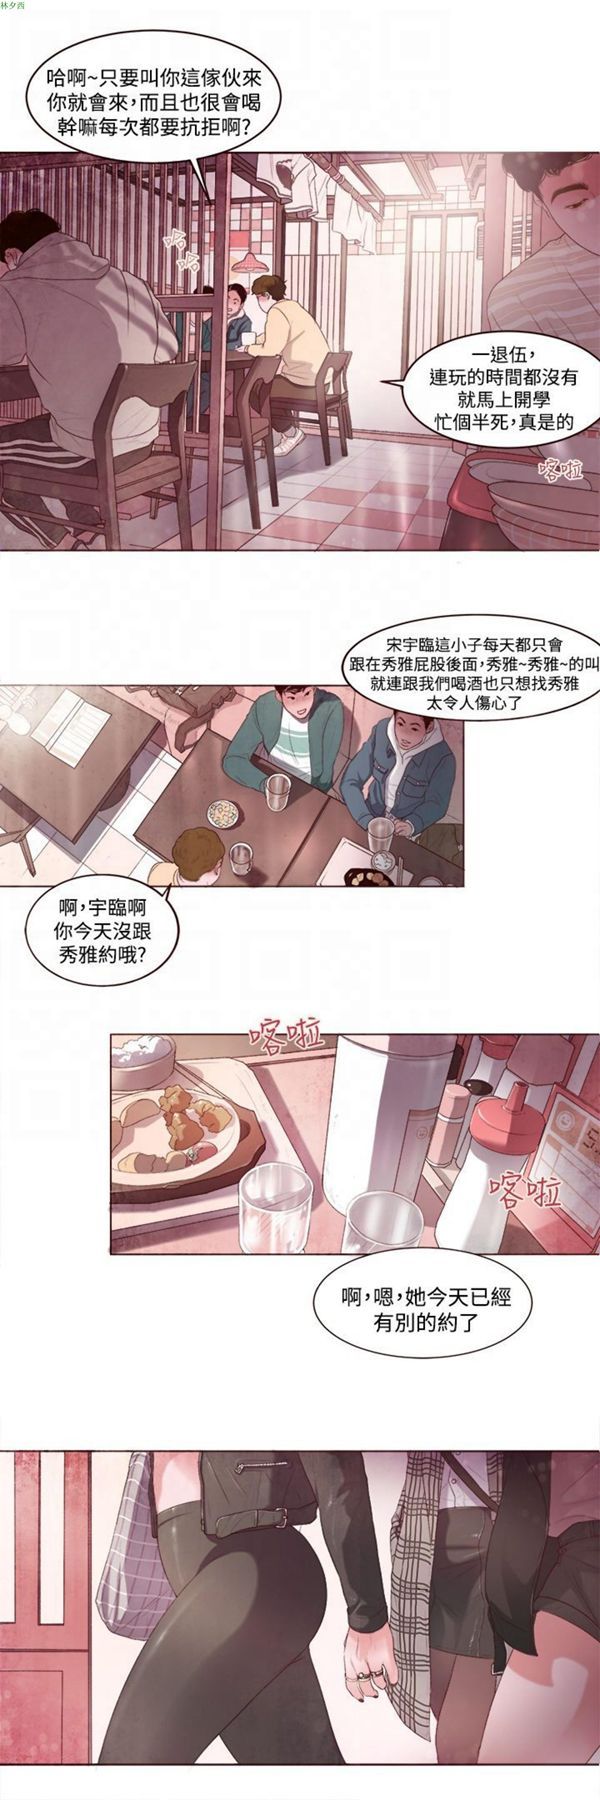 林夕西
哈啊~只要叫你這傢伙來
你就會來,而且也很會喝
幹嘛每次都要抗拒啊?
喀
喀
一退伍,
連玩的時間都沒有
就馬上開學
忙個半死,真是的
喀啦
宋宇臨這小子每天都只會
跟在秀雅屁股後面,秀雅~秀雅~的叫
就連跟我們喝酒也只想找秀雅
太令人傷心了
啊,宇臨啊
你今天沒跟
秀雅約哦?
喀啦
喀啦
啊,嗯,她今天已經
有別的約了